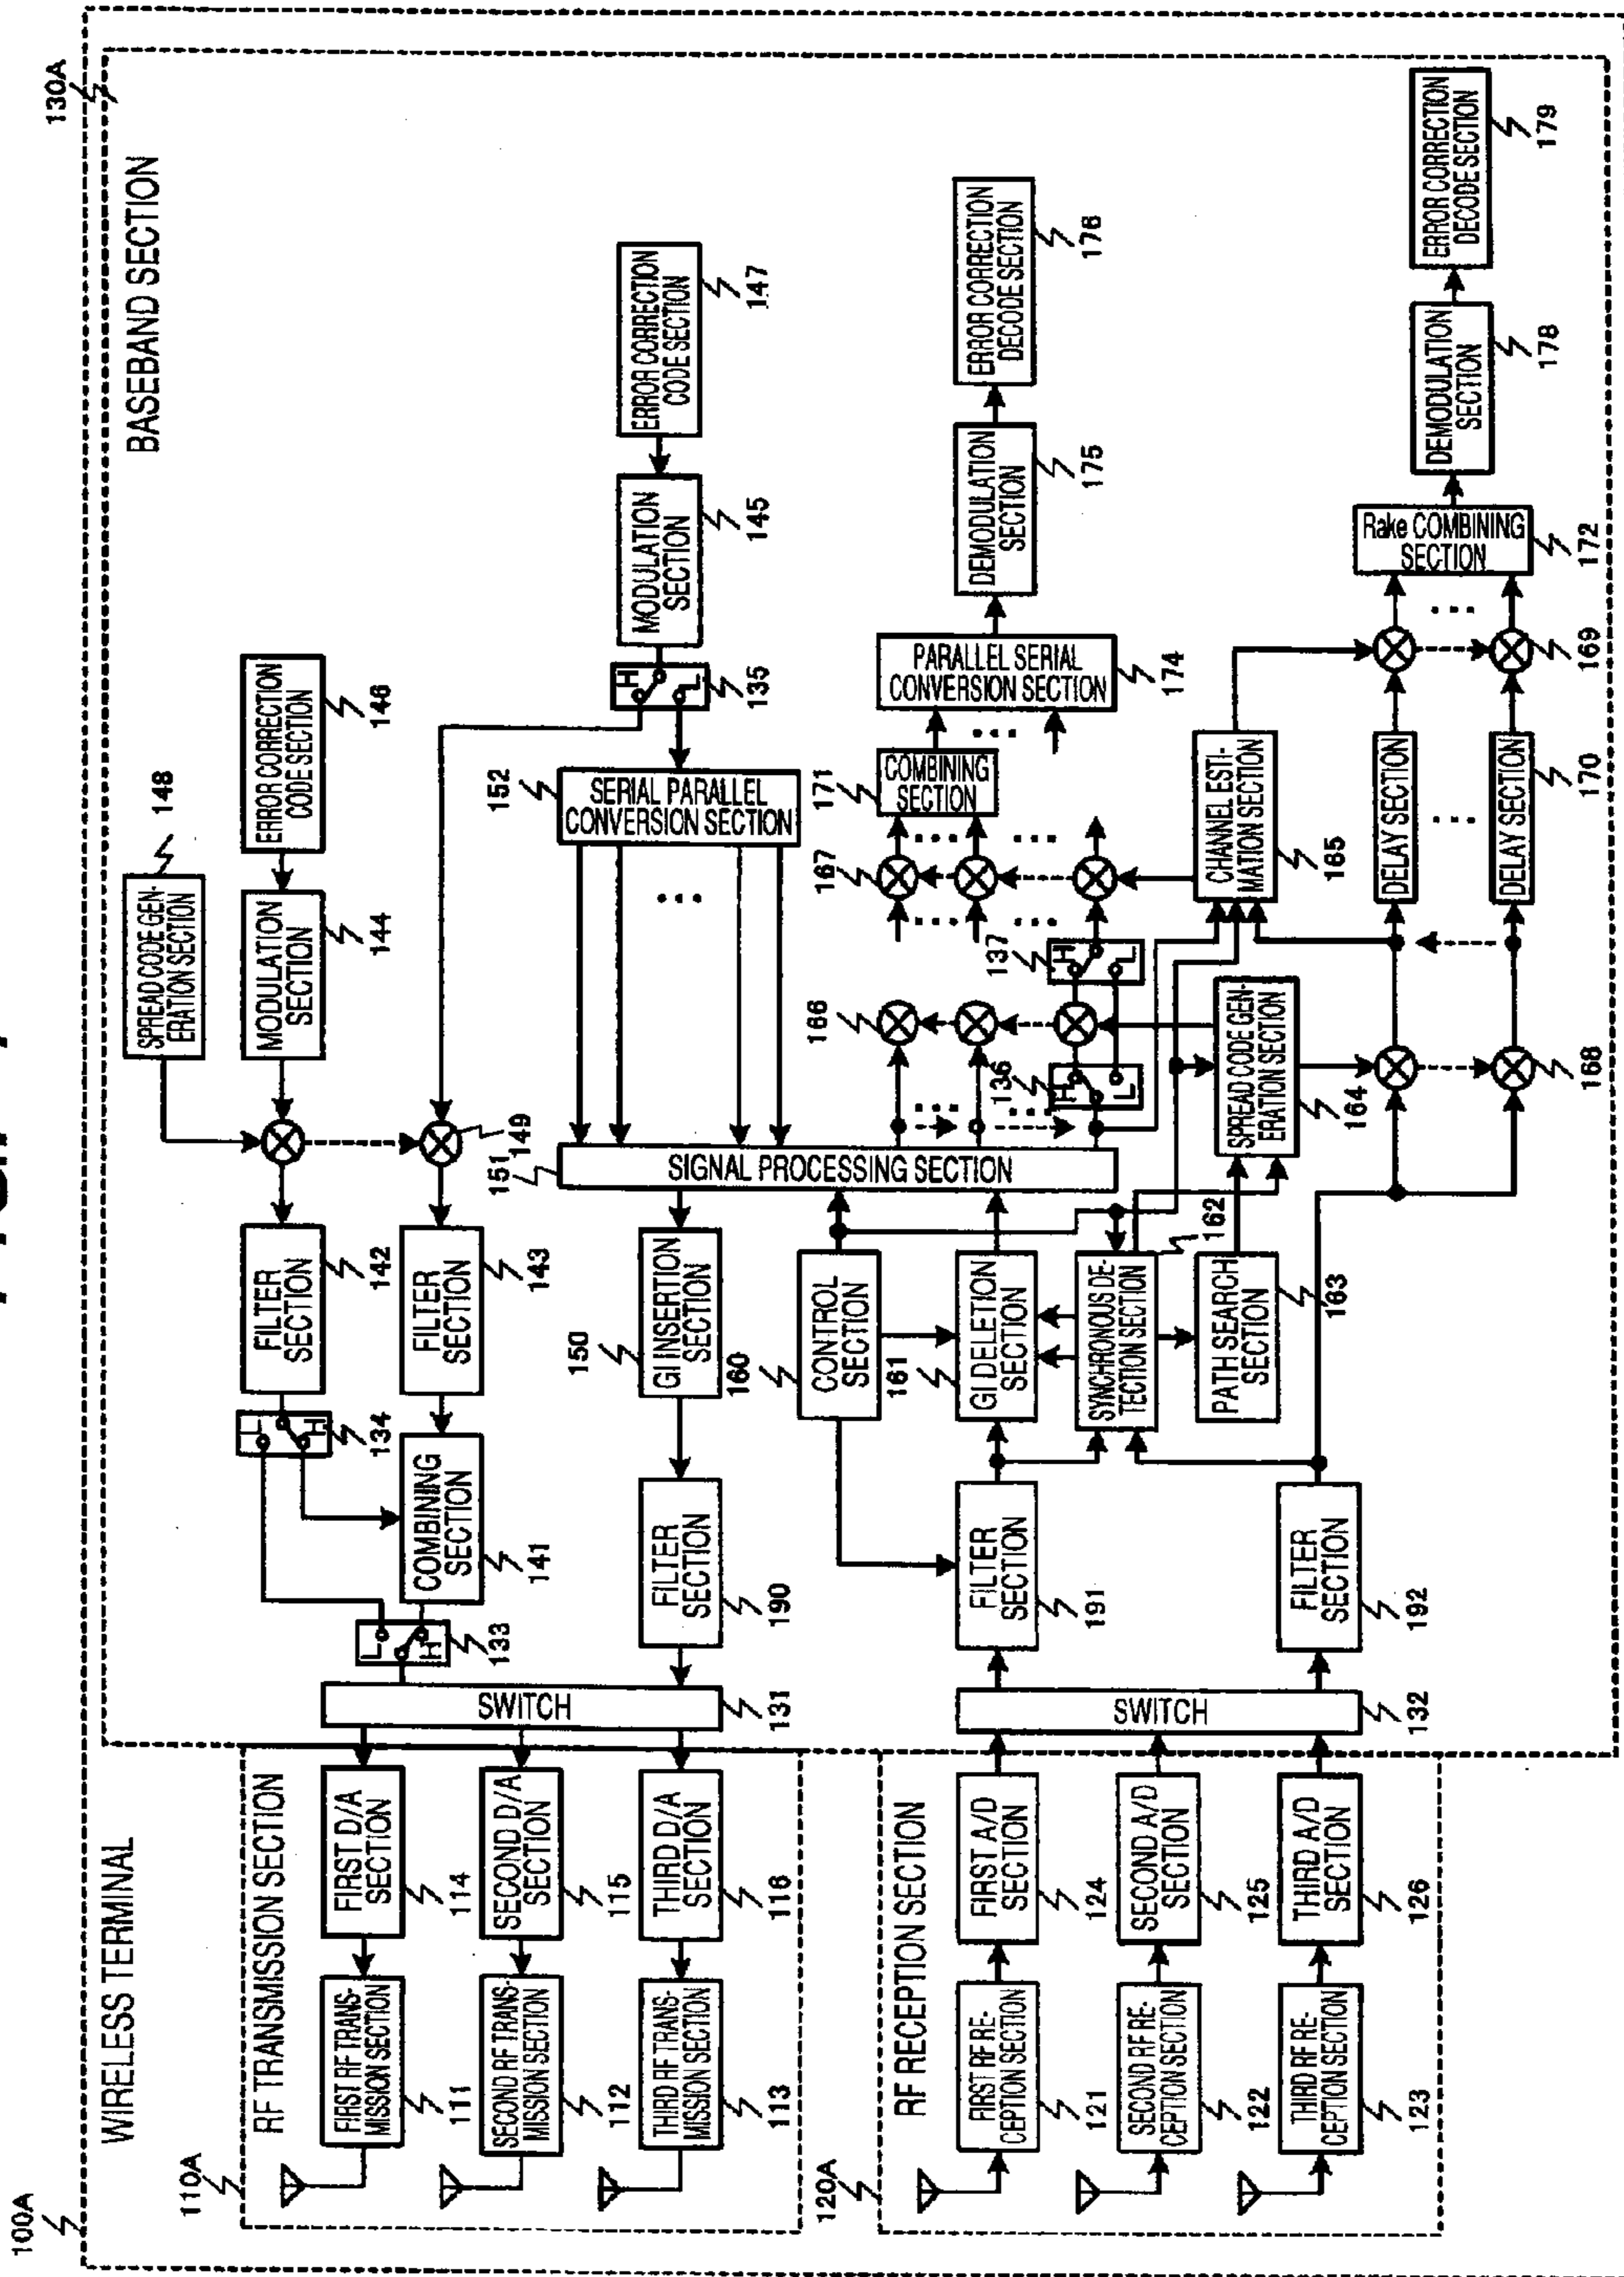 100A
WIRELESS TERMINAL
110A
RF TRANSMISSION SECTION
FIRST RF TRANS-
MISSION SECTION
111
FIRST D/A
SECTION
114
SECOND RF TRANS-
MISSION SECTION
112
SECOND D/A
SECTION
115
THIRD RF TRANS-
MISSION SECTION
113
THIRD D/A
SECTION
116
120A
RF RECEPTION SECTION
FIRST RF RE-
CEPTION SECTION
121
FIRST A/D
SECTION
124
SECOND RF RE-
CEPTION SECTION
122
SECOND A/D
SECTION
125
THIRD RF RE-
CEPTION SECTION
123
THIRD A/D
SECTION
126
130A
BASEBAND SECTION
SWITCH
131
L
H
133
L
H
134
COMBINING
SECTION
141
FILTER
SECTION
142
FILTER
SECTION
143
149
SPREAD CODE GEN-
ERATION SECTION
148
MODULATION
SECTION
144
ERROR CORRECTION
CODE SECTION
146
FILTER
SECTION
190
GI INSERTION
SECTION
150
SIGNAL PROCESSING SECTION
151
SERIAL PARALLEL
CONVERSION SECTION
152
...
H
L
135
MODULATION
SECTION
145
ERROR CORRECTION
CODE SECTION
147
SWITCH
132
FILTER
SECTION
191
FILTER
SECTION
192
CONTROL
SECTION
160
GI DELETION
SECTION
161
SYNCHRONOUS DE-
TECTION SECTION
162
PATH SEARCH
SECTION
163
SPREAD CODE GEN-
ERATION SECTION
164
H
L
136
166
H
L
137
167
COMBINING
SECTION
171
PARALLEL SERIAL
CONVERSION SECTION
174
DEMODULATION
SECTION
175
ERROR CORRECTION
DECODE SECTION
176
CHANNEL ESTI-
MATION SECTION
165
168
DELAY SECTION
...
DELAY SECTION
170
169
Rake COMBINING
SECTION
172
DEMODULATION
SECTION
178
ERROR CORRECTION
DECODE SECTION
179